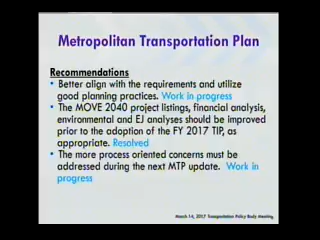 Metropolitan Transportation Plan
Recommendations
• Better align with the requirements and utilize
good planning practices. Work in progress
• The MOVE 2040 project listings, financial analysis,
environmental and EJ analyses should be improved
prior to the adoption of the FY 2017 TIP, as
appropriate. Resolved
• The more process oriented concerns must be
addressed during the next MTP update. Work in
progress
March 14, 2017 Transportation Policy Body Meeting